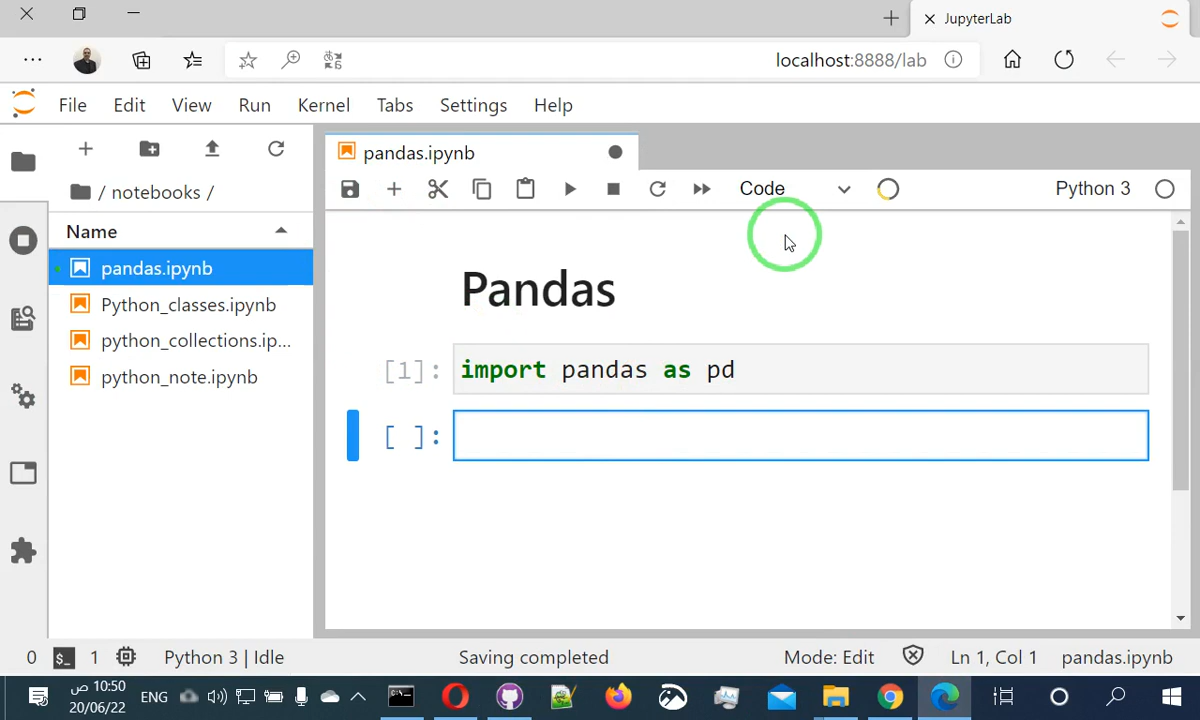 JupyterLab
localhost:8888/lab
File Edit View Run Kernel Tabs Settings Help
/ notebooks /
Name
pandas.ipynb
Python_classes.ipynb
python_collections.ip...
python_note.ipynb
pandas.ipynb
Code
Python 3
Pandas
[1]: import pandas as pd
[ ]:
0 1 Python 3 | Idle Saving completed Mode: Edit Ln 1, Col 1 pandas.ipynb
10:50 ص
20/06/22
ENG